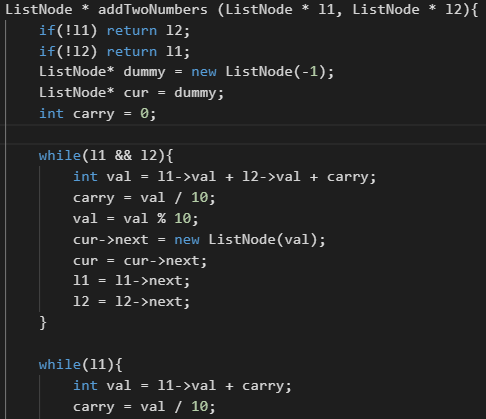 ListNode * addTwoNumbers (ListNode * l1, ListNode * l2){
    if(!l1) return l2;
    if(!l2) return l1;
    ListNode* dummy = new ListNode(-1);
    ListNode* cur = dummy;
    int carry = 0;

    while(l1 && l2){
        int val = l1->val + l2->val + carry;
        carry = val / 10;
        val = val % 10;
        cur->next = new ListNode(val);
        cur = cur->next;
        l1 = l1->next;
        l2 = l2->next;
    }

    while(l1){
        int val = l1->val + carry;
        carry = val / 10;